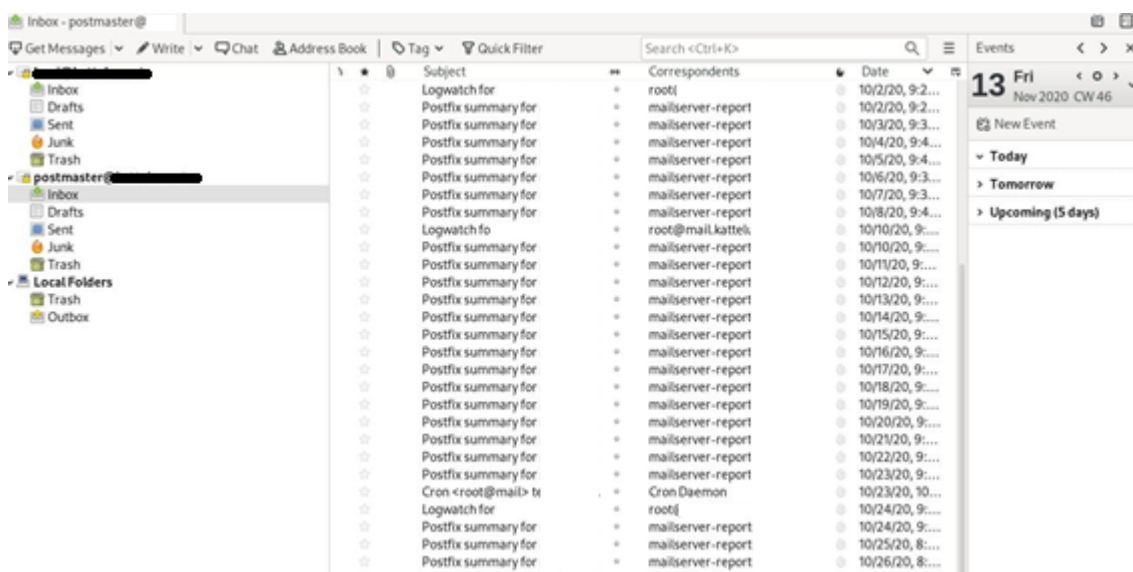 Inbox - postmaster@
Get Messages Write Chat Address Book Tag Quick Filter Search <Ctrl+K> Events
Subject Correspondents Date
13 Fri
Nov 2020 CW 46
New Event
Today
Tomorrow
Upcoming (5 days)
Inbox
Drafts
Sent
Junk
Trash
postmaster@
Inbox
Drafts
Sent
Junk
Trash
Local Folders
Trash
Outbox
Logwatch for root( 10/2/20, 9:2...
Postfix summary for mailserver-report 10/2/20, 9:2...
Postfix summary for mailserver-report 10/3/20, 9:3...
Postfix summary for mailserver-report 10/4/20, 9:4...
Postfix summary for mailserver-report 10/5/20, 9:4...
Postfix summary for mailserver-report 10/6/20, 9:3...
Postfix summary for mailserver-report 10/7/20, 9:3...
Postfix summary for mailserver-report 10/8/20, 9:4...
Logwatch fo root@mail.kattelu 10/10/20, 9:...
Postfix summary for mailserver-report 10/10/20, 9:...
Postfix summary for mailserver-report 10/11/20, 9:...
Postfix summary for mailserver-report 10/12/20, 9:...
Postfix summary for mailserver-report 10/13/20, 9:...
Postfix summary for mailserver-report 10/14/20, 9:...
Postfix summary for mailserver-report 10/15/20, 9:...
Postfix summary for mailserver-report 10/16/20, 9:...
Postfix summary for mailserver-report 10/17/20, 9:...
Postfix summary for mailserver-report 10/18/20, 9:...
Postfix summary for mailserver-report 10/19/20, 9:...
Postfix summary for mailserver-report 10/20/20, 9:...
Postfix summary for mailserver-report 10/21/20, 9:...
Postfix summary for mailserver-report 10/22/20, 9:...
Postfix summary for mailserver-report 10/23/20, 9:...
Cron <root@mail> te Cron Daemon 10/23/20, 10...
Logwatch for root( 10/24/20, 9:...
Postfix summary for mailserver-report 10/24/20, 9:...
Postfix summary for mailserver-report 10/25/20, 8:...
Postfix summary for mailserver-report 10/26/20, 8:...